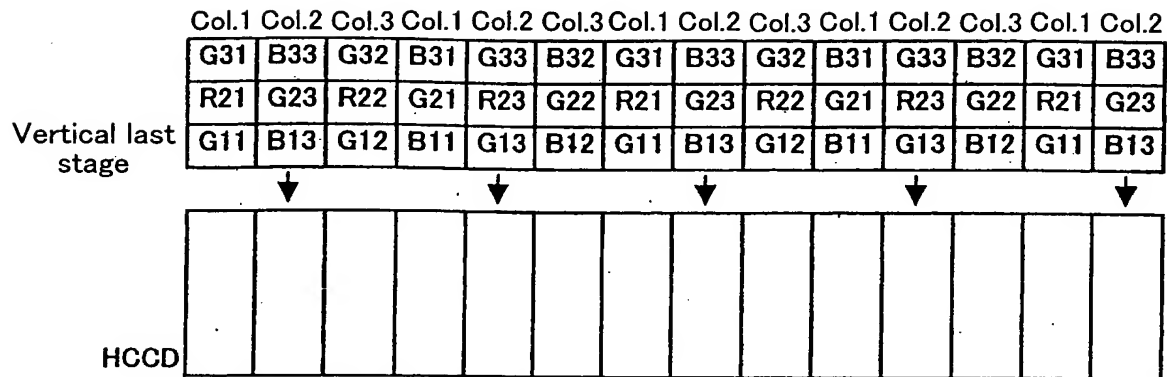 Col.1 Col.2 Col.3 Col.1 Col.2 Col.3 Col.1 Col.2 Col.3 Col.1 Col.2 Col.3 Col.1 Col.2
G31 B33 G32 B31 G33 B32 G31 B33 G32 B31 G33 B32 G31 B33
R21 G23 R22 G21 R23 G22 R21 G23 R22 G21 R23 G22 R21 G23
Vertical last stage
G11 B13 G12 B11 G13 B12 G11 B13 G12 B11 G13 B12 G11 B13
HCCD